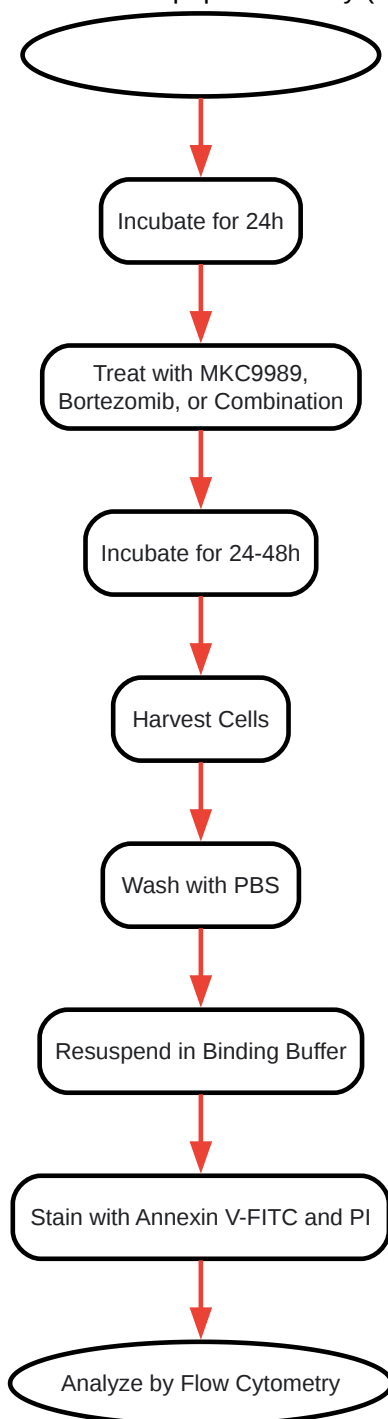 Incubate for 24h
Treat with MKC9989,
Bortezomib, or Combination
Incubate for 24-48h
Harvest Cells
Wash with PBS
Resuspend in Binding Buffer
Stain with Annexin V-FITC and PI
Analyze by Flow Cytometry